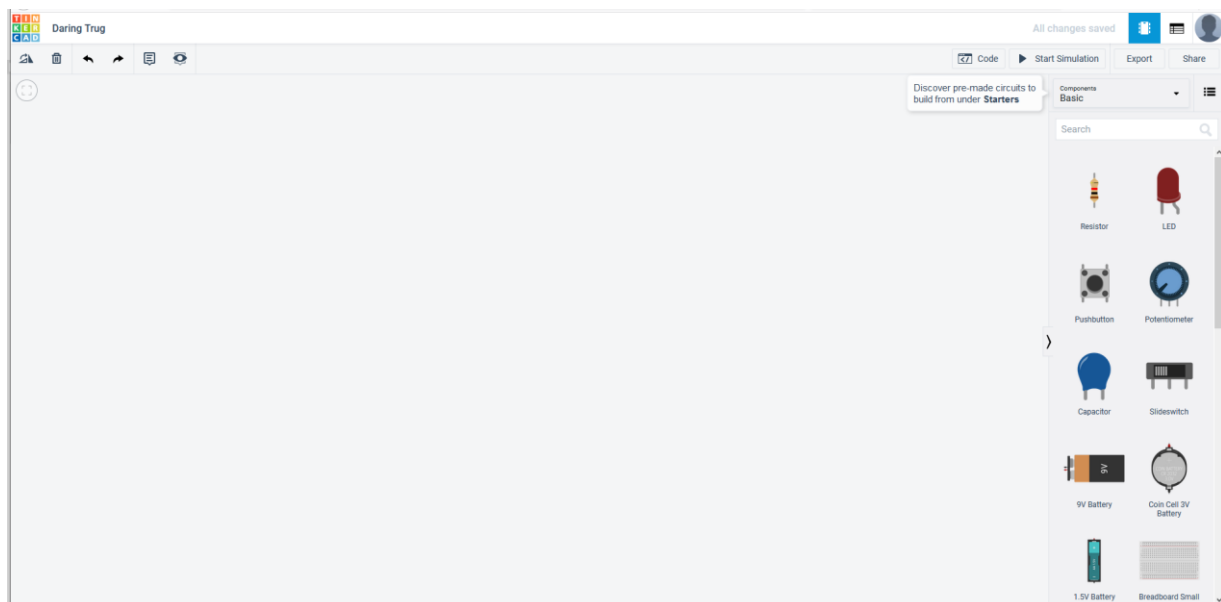 TIN
KER
CAD
Daring Trug
All changes saved
Code
Start Simulation
Export
Share
Discover pre-made circuits to
build from under Starters
Components
Basic
Search
Resistor
LED
Pushbutton
Potentiometer
Capacitor
Slideswitch
9V
9V Battery
Coin Cell 3V
Battery
1.5V Battery
Breadboard Small